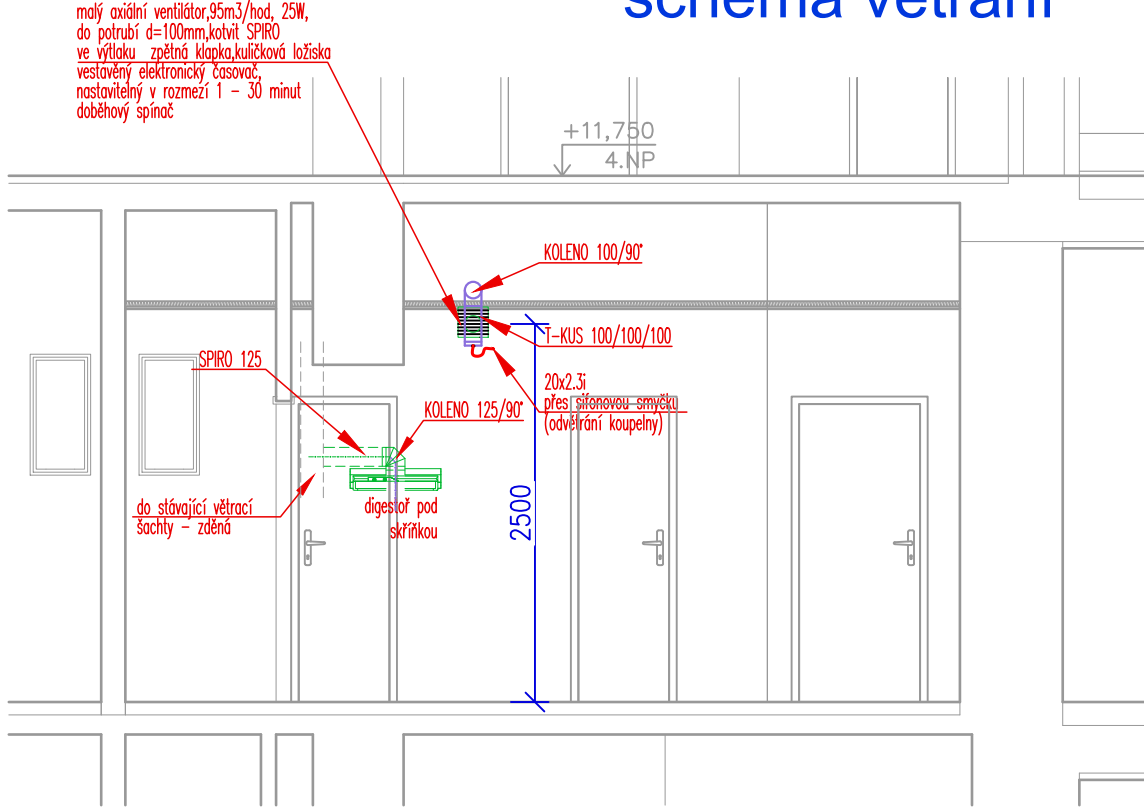 schéma větrání
malý axiální ventilátor,95m3/hod, 25W,
do potrubí d=100mm,kotvit SPIRO
ve výtlaku zpětná klapka,kuličková ložiska
vestavěný elektronický časovač,
nastavitelný v rozmezí 1 - 30 minut
doběhový spínač
+11,750
4.NP
KOLENO 100/90°
T-KUS 100/100/100
SPIRO 125
20x2.3i
přes sifonovou smyčku
(odvětrání koupelny)
KOLENO 125/90°
do stávající větrací
šachty - zděná
digestoř pod
skříňkou
2500